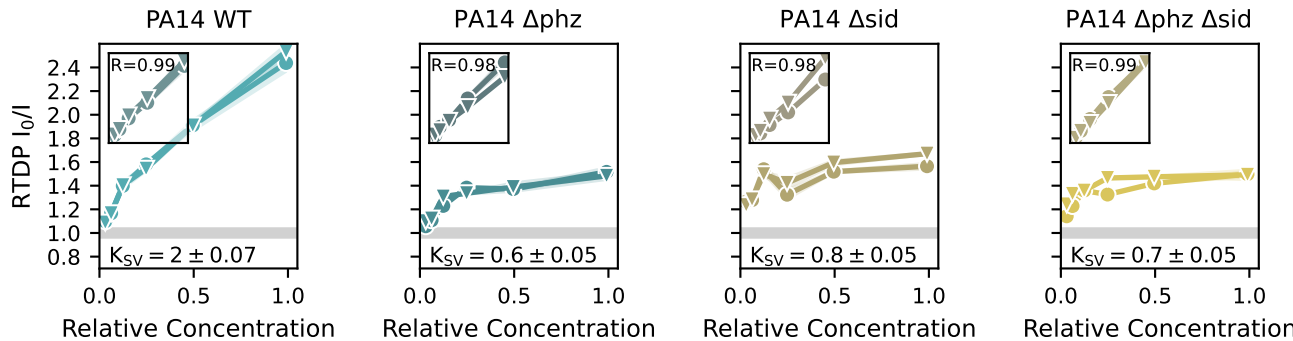 PA14 WT
PA14 Δphz
PA14 Δsid
PA14 Δphz Δsid
RTDP I₀/I
2.4
2.2
2.0
1.8
1.6
1.4
1.2
1.0
0.8
R=0.99
R=0.98
R=0.98
R=0.99
K_SV = 2 ± 0.07
K_SV = 0.6 ± 0.05
K_SV = 0.8 ± 0.05
K_SV = 0.7 ± 0.05
0.0 0.5 1.0
0.0 0.5 1.0
0.0 0.5 1.0
0.0 0.5 1.0
Relative Concentration
Relative Concentration
Relative Concentration
Relative Concentration